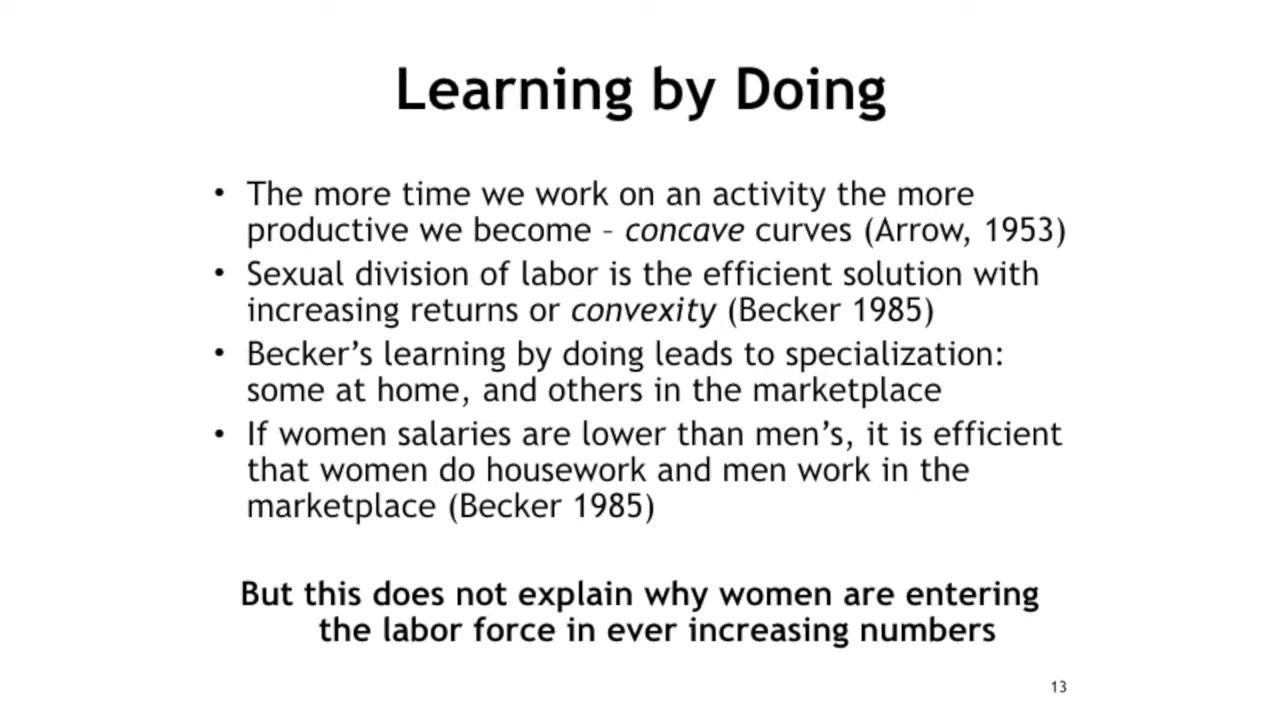 Learning by Doing
• The more time we work on an activity the more
productive we become – concave curves (Arrow, 1953)
• Sexual division of labor is the efficient solution with
increasing returns or convexity (Becker 1985)
• Becker’s learning by doing leads to specialization:
some at home, and others in the marketplace
• If women salaries are lower than men’s, it is efficient
that women do housework and men work in the
marketplace (Becker 1985)
But this does not explain why women are entering
the labor force in ever increasing numbers
13